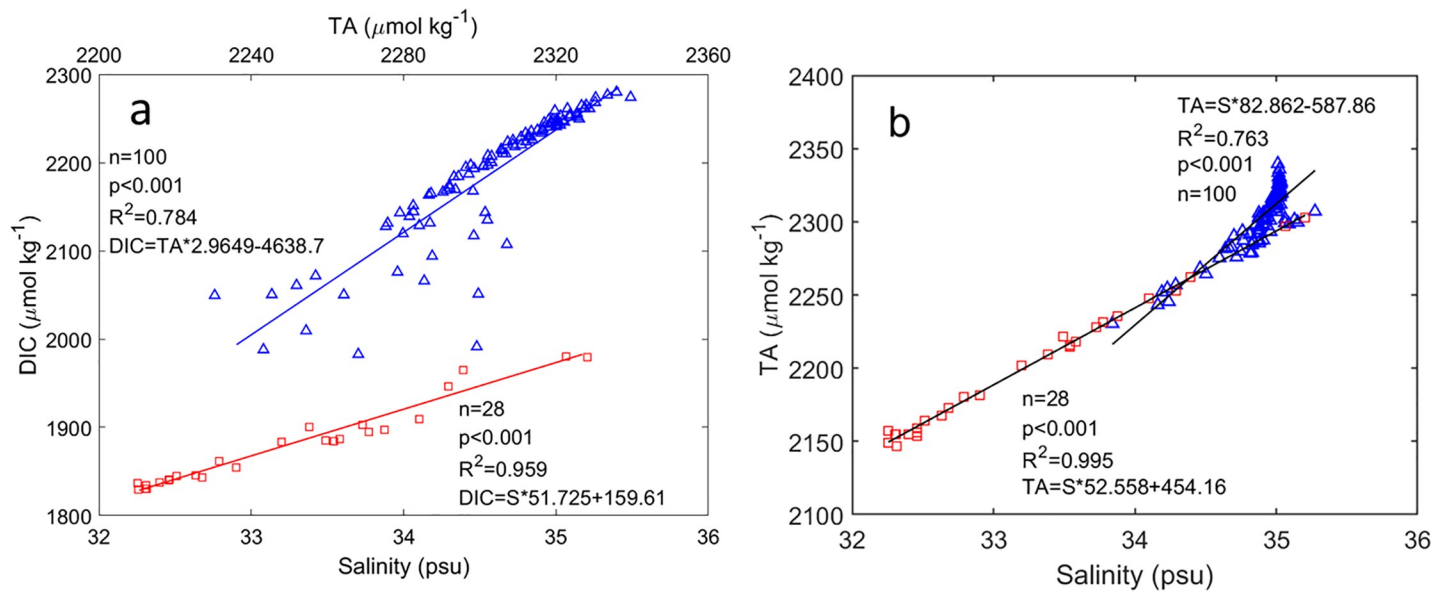 TA (μmol kg-1)
2200 2240 2280 2320 2360
2300
2200
2100
2000
1900
1800
DIC (μmol kg-1)
a
n=100
p<0.001
R2=0.784
DIC=TA*2.9649-4638.7
n=28
p<0.001
R2=0.959
DIC=S*51.725+159.61
32 33 34 35 36
Salinity (psu)
2400
2350
2300
2250
2200
2150
2100
TA (μmol kg-1)
b
TA=S*82.862-587.86
R2=0.763
p<0.001
n=100
n=28
p<0.001
R2=0.995
TA=S*52.558+454.16
32 33 34 35 36
Salinity (psu)